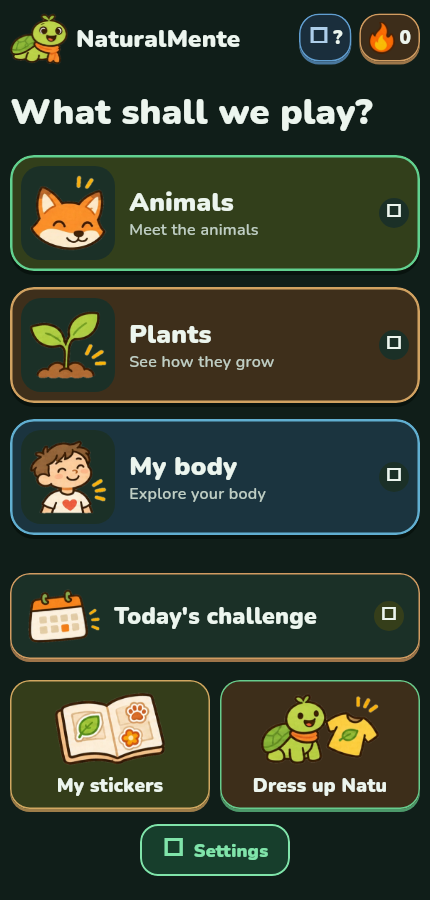 NaturalMente
?
0
What shall we play?
Animals
Meet the animals
Plants
See how they grow
My body
Explore your body
Today's challenge
My stickers
Dress up Natu
Settings